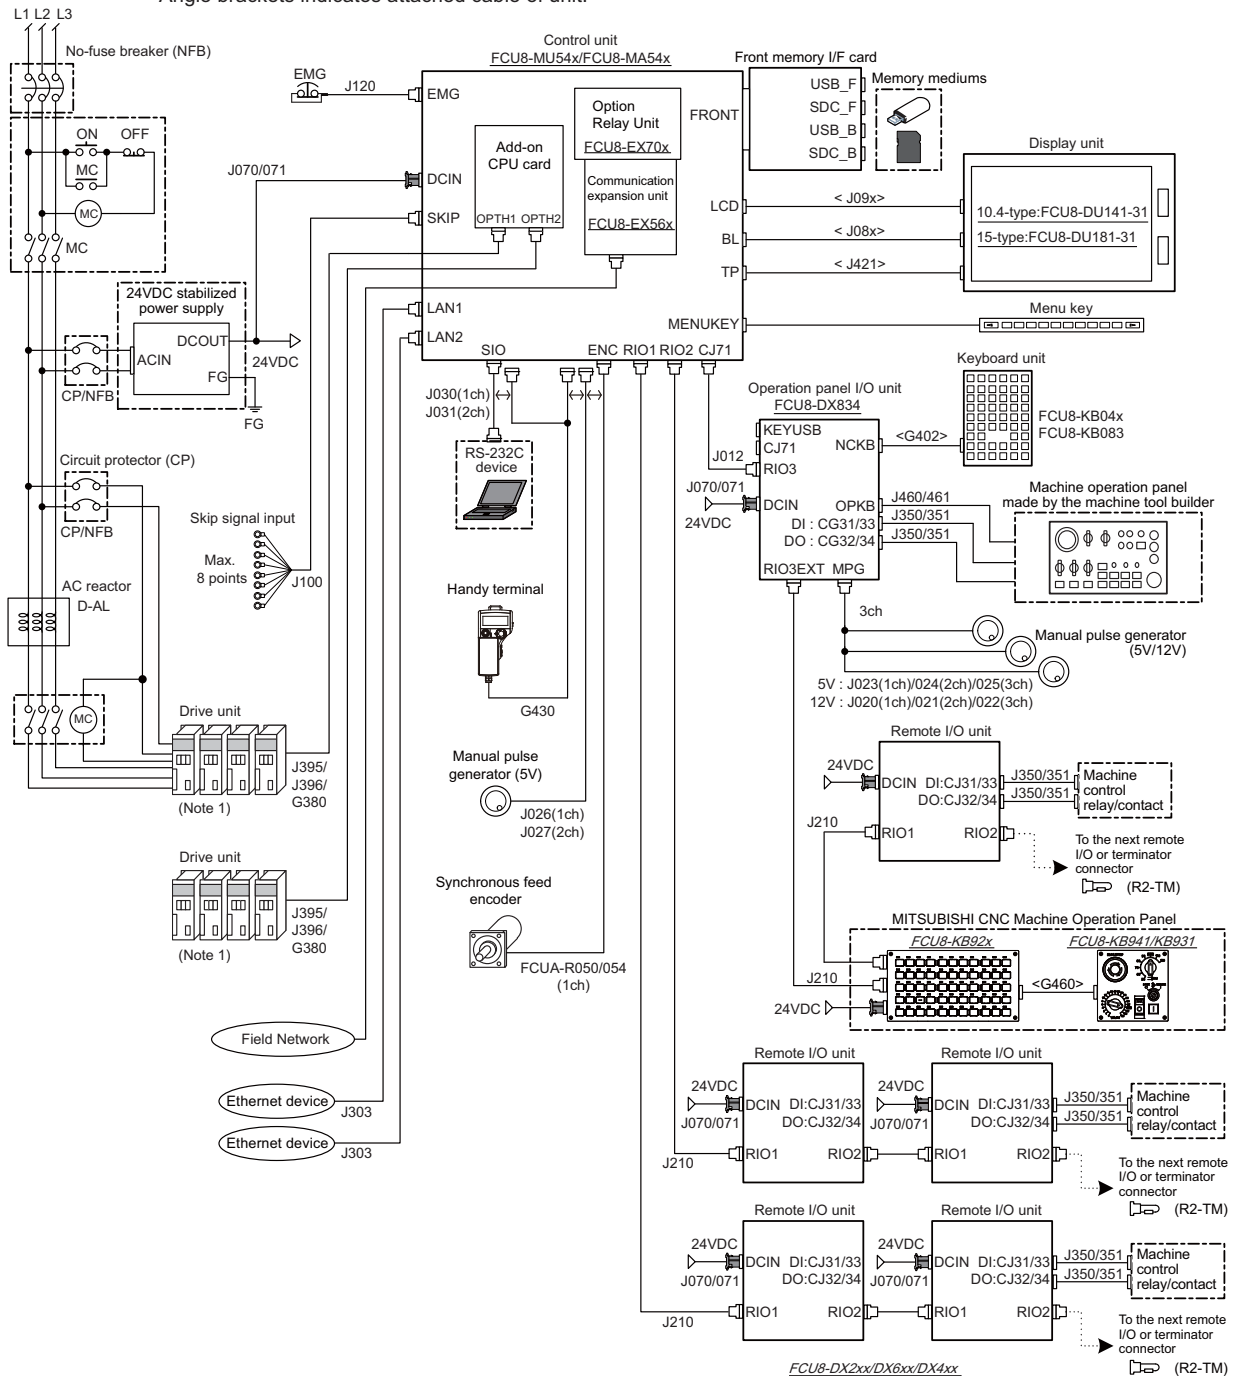 L1 L2 L3
No-fuse breaker (NFB)
ON OFF
MC
MC
MC
24VDC stabilized
power supply
DCOUT
ACIN
FG
24VDC
FG
CP/NFB
Circuit protector (CP)
CP/NFB
AC reactor
D-AL
MC
Drive unit
(Note 1)
J395/
J396/
G380
Drive unit
(Note 1)
J395/
J396/
G380
EMG
J120
J070/071
Skip signal input
Max.
8 points
J100
Control unit
FCU8-MU54x/FCU8-MA54x
EMG
DCIN
SKIP
LAN1
LAN2
Add-on
CPU card
OPTH1 OPTH2
Option
Relay Unit
FCU8-EX70x
Communication
expansion unit
FCU8-EX56x
FRONT
LCD
BL
TP
MENUKEY
SIO
ENC RIO1 RIO2 CJ71
Front memory I/F card
USB_F
SDC_F
USB_B
SDC_B
Memory mediums
Display unit
< J09x>
< J08x>
< J421>
10.4-type:FCU8-DU141-31
15-type:FCU8-DU181-31
Menu key
Keyboard unit
FCU8-KB04x
FCU8-KB083
J030(1ch)
J031(2ch)
RS-232C
device
Handy terminal
G430
Manual pulse
generator (5V)
J026(1ch)
J027(2ch)
Synchronous feed
encoder
FCUA-R050/054
(1ch)
Field Network
Ethernet device
J303
Ethernet device
J303
Operation panel I/O unit
FCU8-DX834
KEYUSB
CJ71
RIO3
DCIN
NCKB
OPKB
DI : CG31/33
DO : CG32/34
RIO3EXT MPG
J012
J070/071
24VDC
<G402>
J460/461
J350/351
J350/351
Machine operation panel
made by the machine tool builder
3ch
Manual pulse generator
(5V/12V)
5V : J023(1ch)/024(2ch)/025(3ch)
12V : J020(1ch)/021(2ch)/022(3ch)
Remote I/O unit
24VDC
DCIN DI:CJ31/33
DO:CJ32/34
RIO1 RIO2
J350/351
J350/351
Machine
control
relay/contact
J210
To the next remote
I/O or terminator
connector
(R2-TM)
MITSUBISHI CNC Machine Operation Panel
FCU8-KB92x
FCU8-KB941/KB931
J210
<G460>
24VDC
Remote I/O unit
Remote I/O unit
24VDC
J070/071
DCIN DI:CJ31/33
DO:CJ32/34
RIO1 RIO2
24VDC
J070/071
DCIN DI:CJ31/33
DO:CJ32/34
RIO1 RIO2
J350/351
J350/351
Machine
control
relay/contact
J210
To the next remote
I/O or terminator
connector
(R2-TM)
Remote I/O unit
Remote I/O unit
24VDC
J070/071
DCIN DI:CJ31/33
DO:CJ32/34
RIO1 RIO2
24VDC
J070/071
DCIN DI:CJ31/33
DO:CJ32/34
RIO1 RIO2
J350/351
J350/351
Machine
control
relay/contact
J210
To the next remote
I/O or terminator
connector
(R2-TM)
FCU8-DX2xx/DX6xx/DX4xx